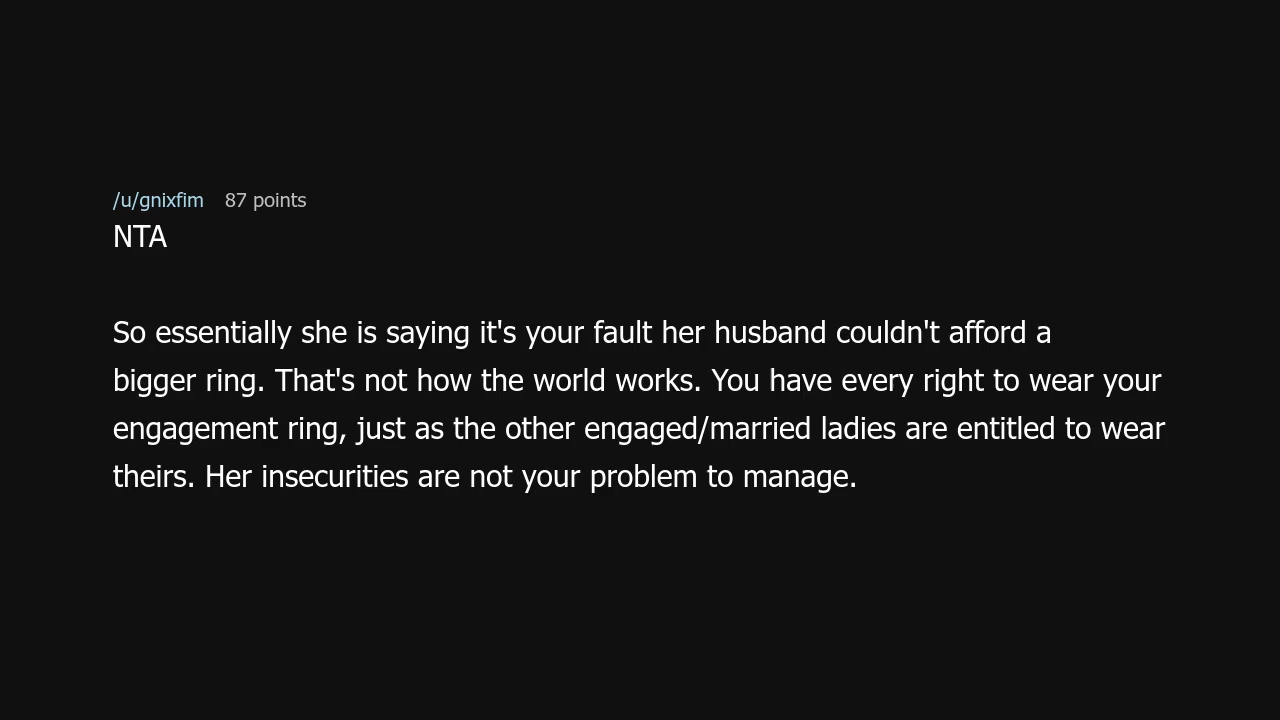 /u/gnixfim 87 points
NTA
So essentially she is saying it's your fault her husband couldn't afford a
bigger ring. That's not how the world works. You have every right to wear your
engagement ring, just as the other engaged/married ladies are entitled to wear
theirs. Her insecurities are not your problem to manage.